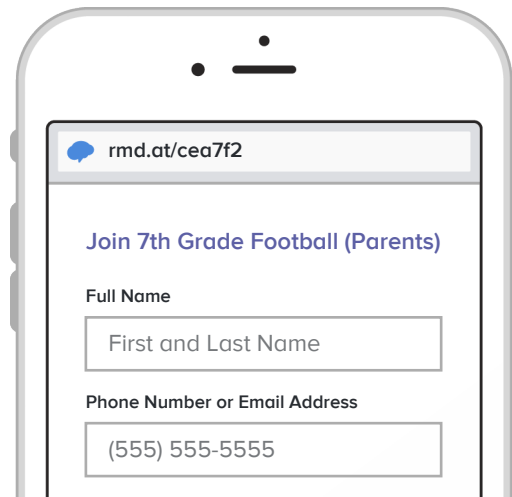 rmd.at/cea7f2
Join 7th Grade Football (Parents)
Full Name
First and Last Name
Phone Number or Email Address
(555) 555-5555